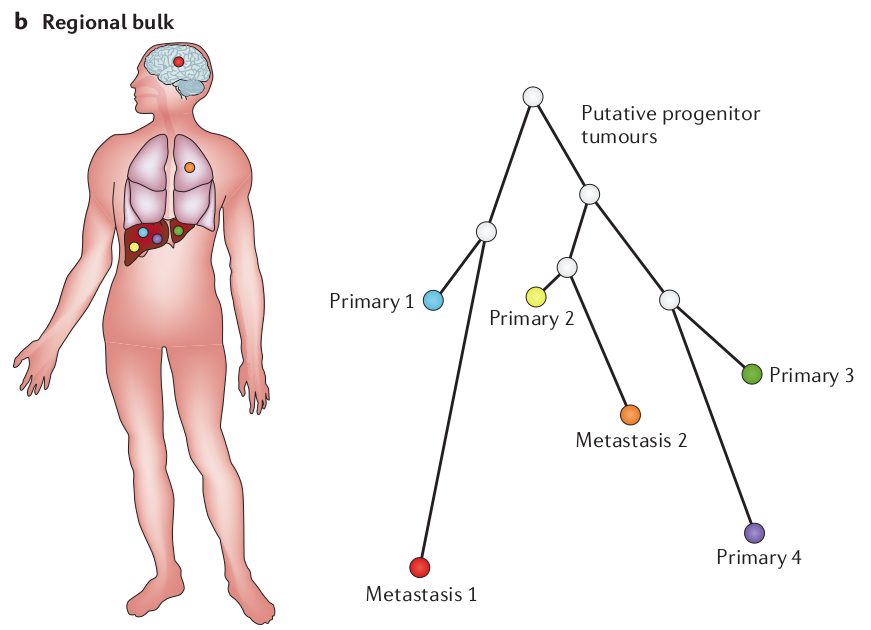 b Regional bulk
Putative progenitor
tumours
Primary 1
Primary 2
Primary 3
Metastasis 2
Primary 4
Metastasis 1